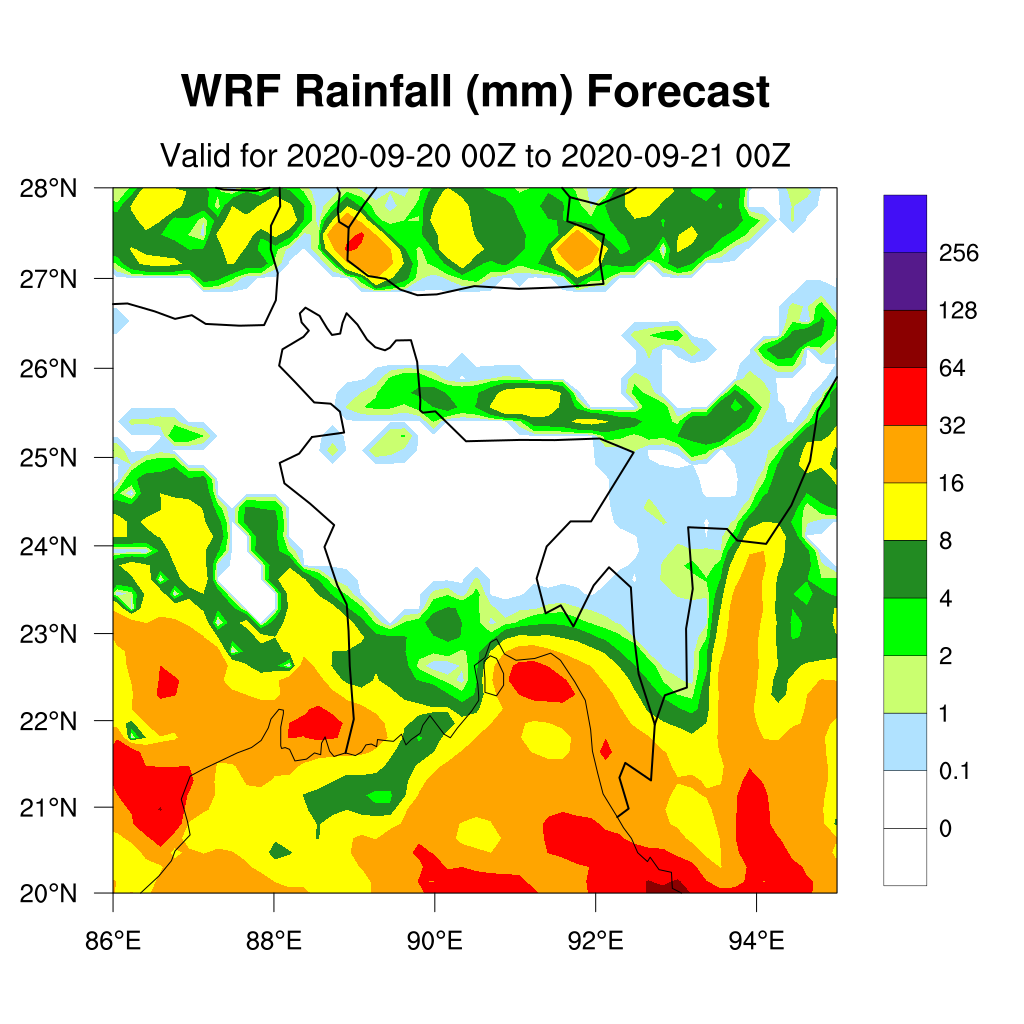 WRF Rainfall (mm) Forecast
Valid for 2020-09-20 00Z to 2020-09-21 00Z
28°N
27°N
26°N
25°N
24°N
23°N
22°N
21°N
20°N
86°E 88°E 90°E 92°E 94°E
256
128
64
32
16
8
4
2
1
0.1
0